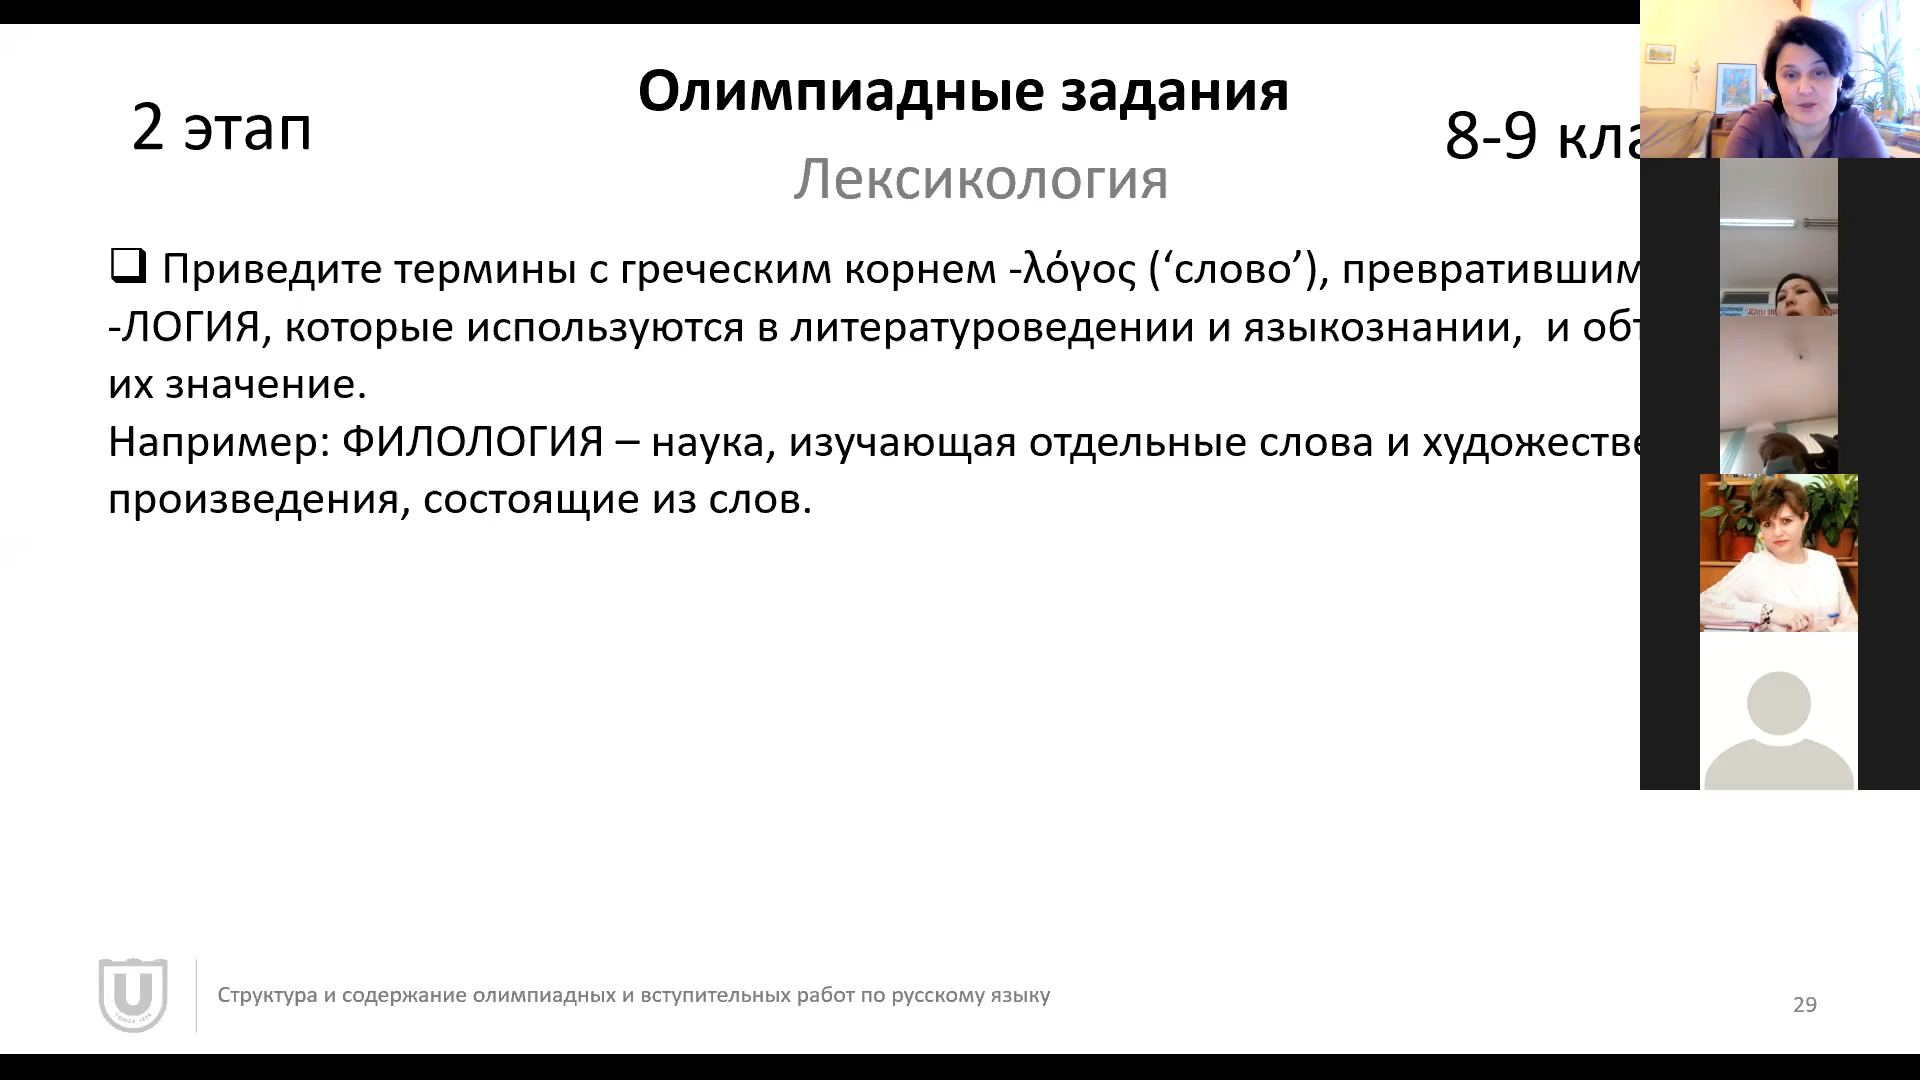 Олимпиадные задания
2 этап
8-9 кла
Лексикология
Приведите термины с греческим корнем -λόγος (‘слово’), превратившим
-ЛОГИЯ, которые используются в литературоведении и языкознании, и об
их значение.
Например: ФИЛОЛОГИЯ – наука, изучающая отдельные слова и художестве
произведения, состоящие из слов.
U
Структура и содержание олимпиадных и вступительных работ по русскому языку
29